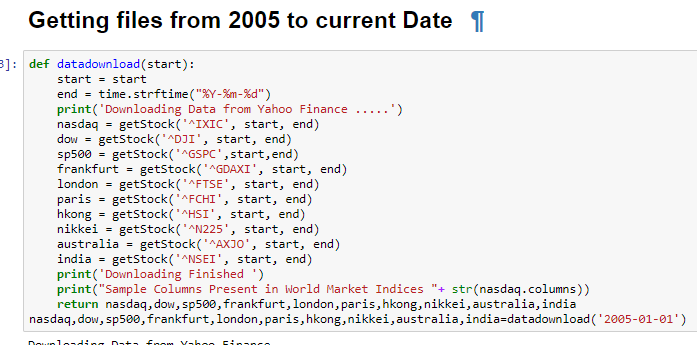 Getting files from 2005 to current Date ¶
3]: def datadownload(start):
    start = start
    end = time.strftime("%Y-%m-%d")
    print('Downloading Data from Yahoo Finance .....')
    nasdaq = getStock('^IXIC', start, end)
    dow = getStock('^DJI', start, end)
    sp500 = getStock('^GSPC',start,end)
    frankfurt = getStock('^GDAXI', start, end)
    london = getStock('^FTSE', start, end)
    paris = getStock('^FCHI', start, end)
    hkong = getStock('^HSI', start, end)
    nikkei = getStock('^N225', start, end)
    australia = getStock('^AXJO', start, end)
    india = getStock('^NSEI', start, end)
    print('Downloading Finished ')
    print("Sample Columns Present in World Market Indices "+ str(nasdaq.columns))
    return nasdaq,dow,sp500,frankfurt,london,paris,hkong,nikkei,australia,india
nasdaq,dow,sp500,frankfurt,london,paris,hkong,nikkei,australia,india=datadownload('2005-01-01')
Downloading Data from Yahoo Finance